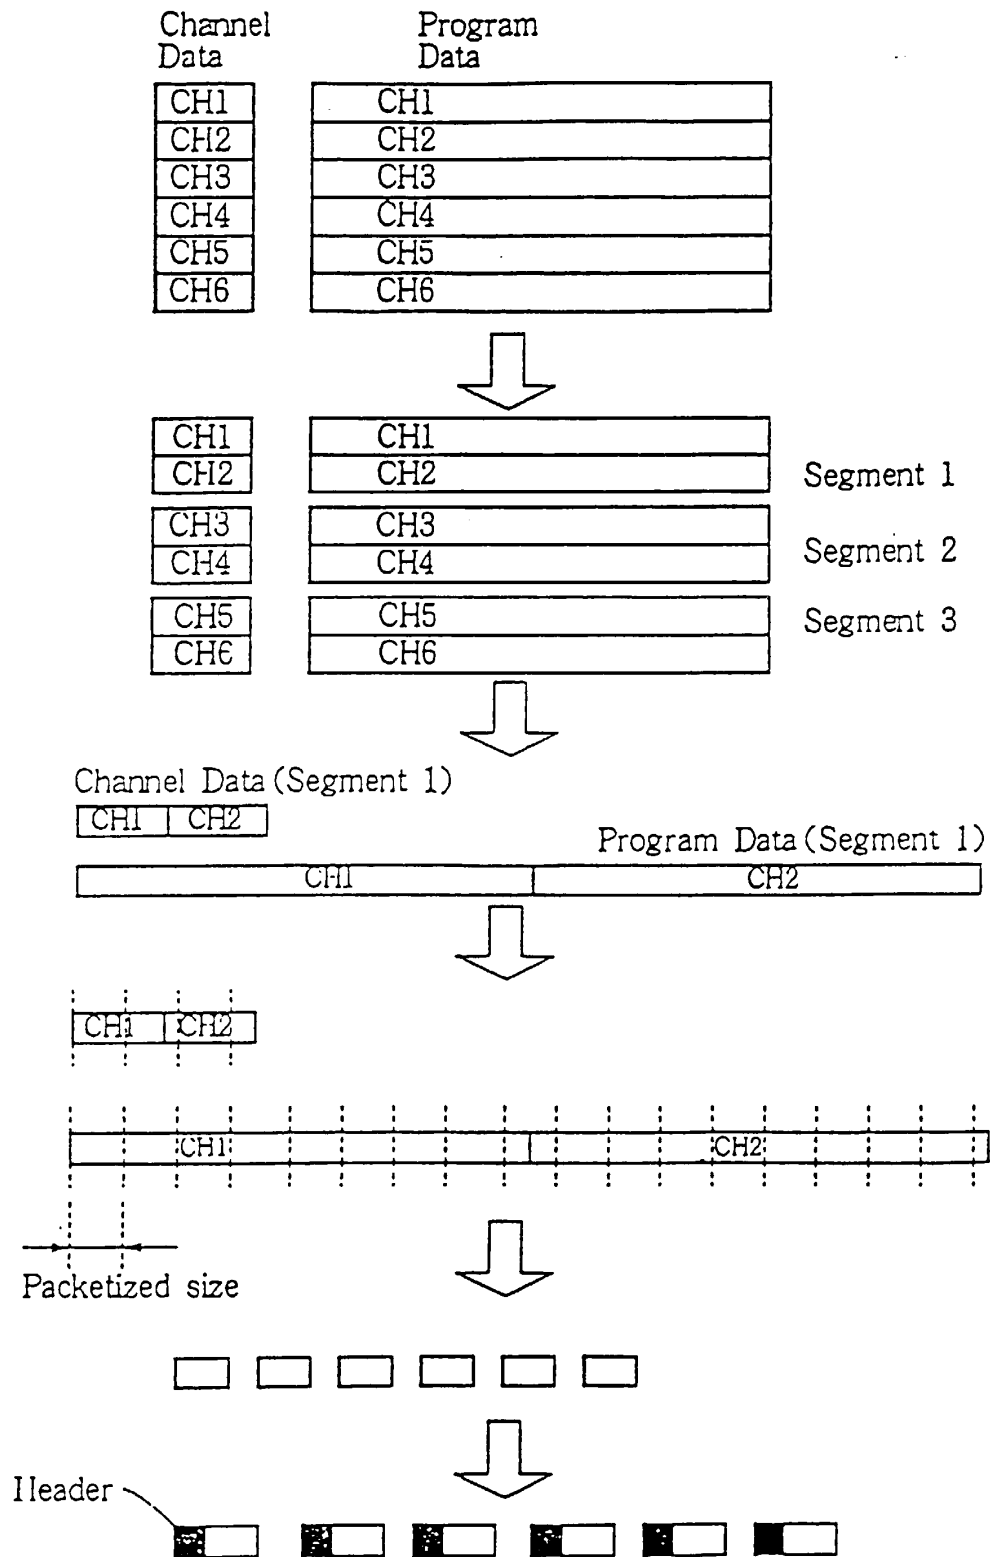 Channel Data
Program Data
CH1 CH1
CH2 CH2
CH3 CH3
CH4 CH4
CH5 CH5
CH6 CH6
CH1 CH1
CH2 CH2
Segment 1
CH3 CH3
CH4 CH4
Segment 2
CH5 CH5
CH6 CH6
Segment 3
Channel Data (Segment 1)
CH1 CH2
Program Data (Segment 1)
CH1 CH2
CH1 CH2
CH1 CH2
Packetized size
Header